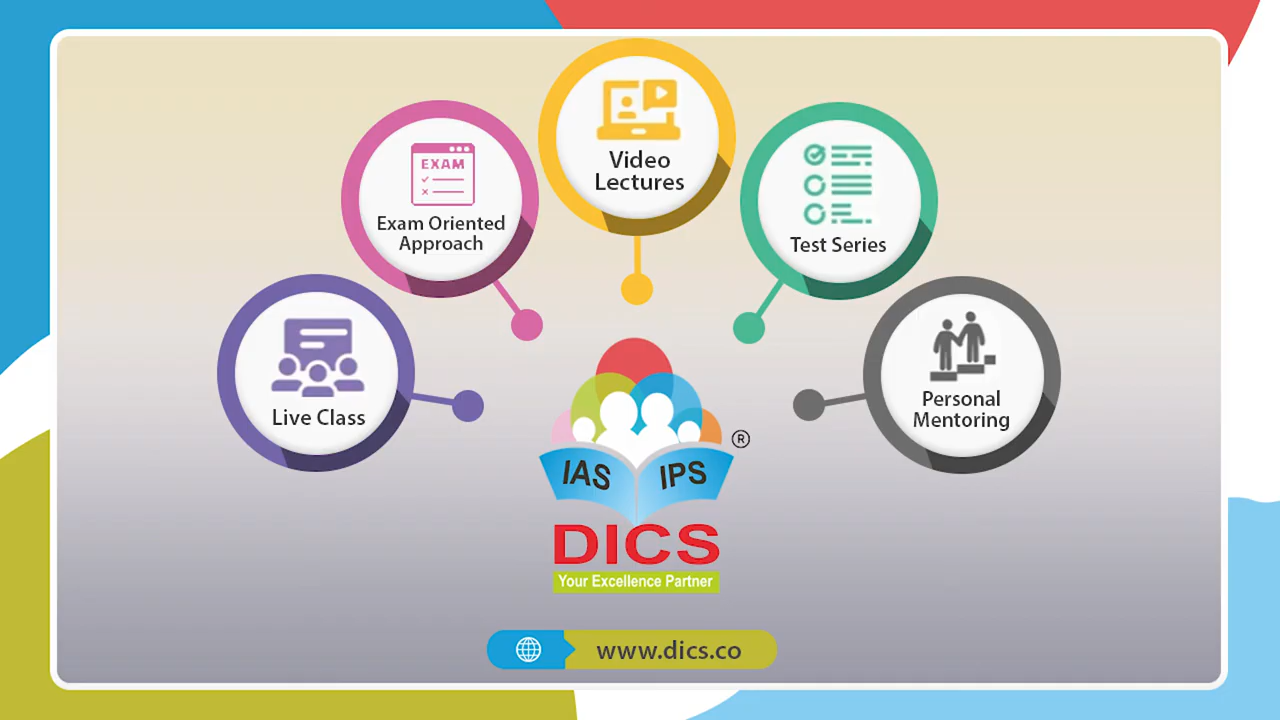 Video
Lectures
EXAM
Exam Oriented
Approach
Test Series
Live Class
Personal
Mentoring
IAS IPS
®
DICS
Your Excellence Partner
www.dics.co